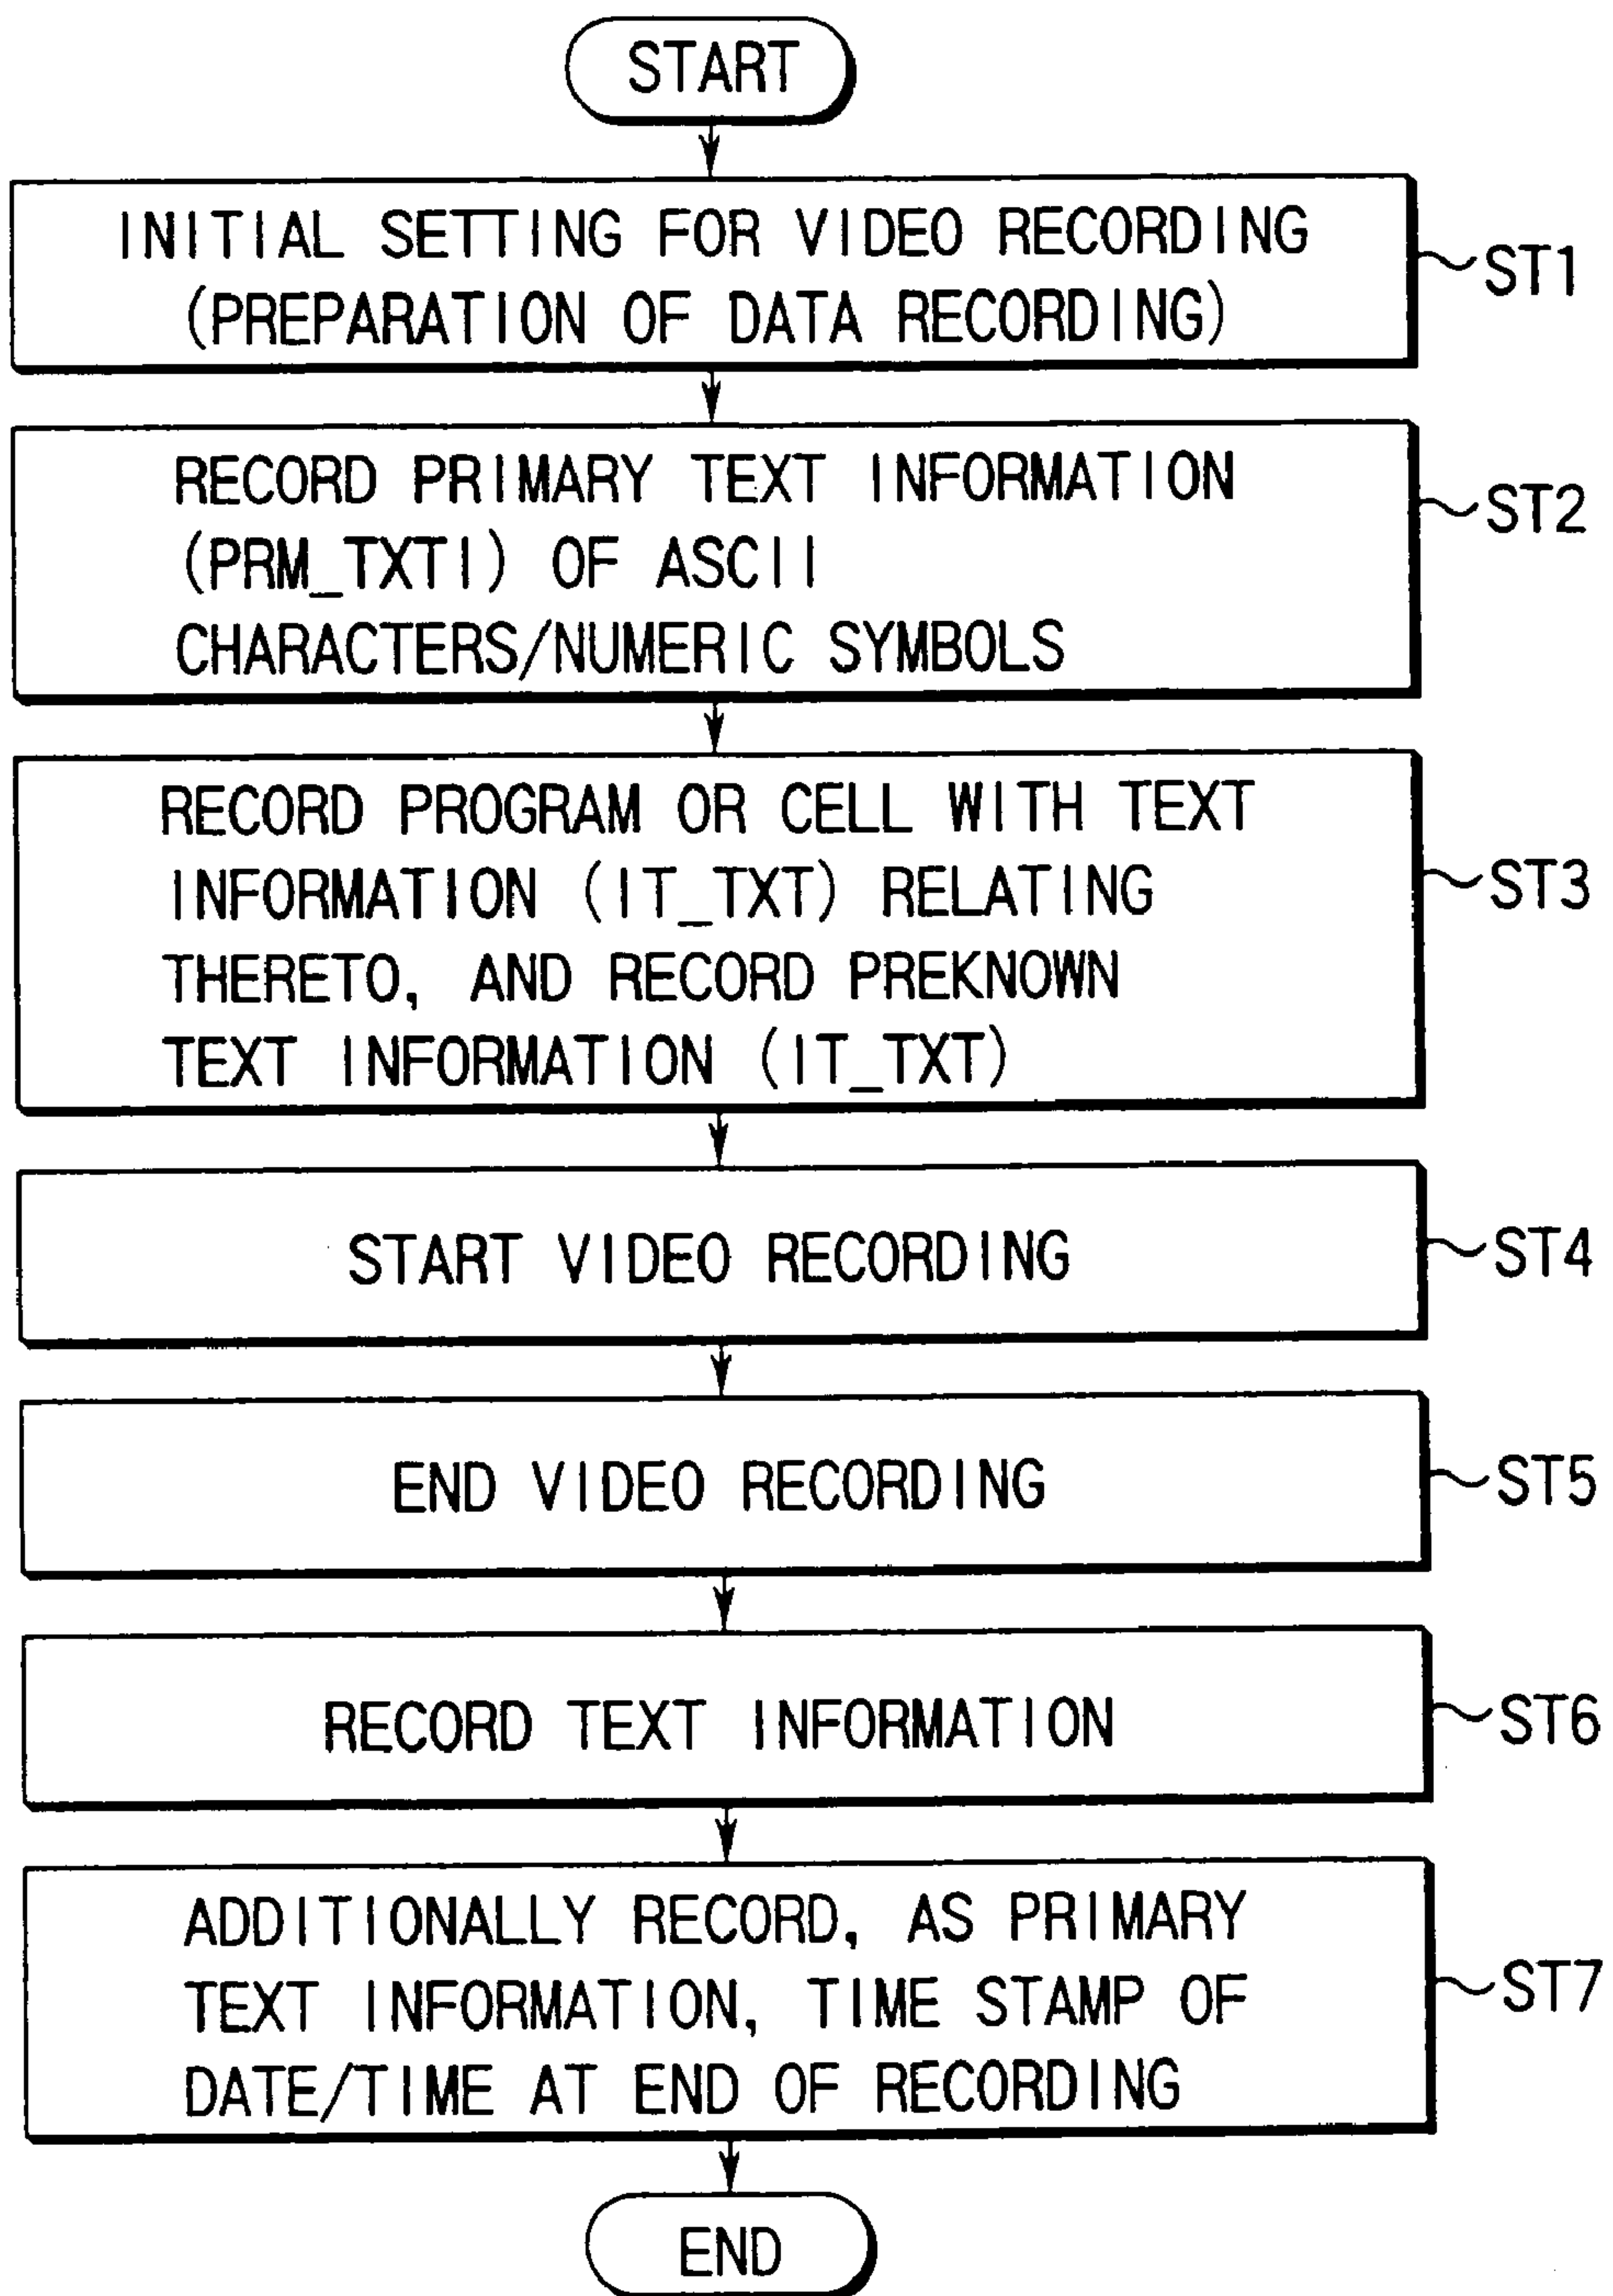 START
INITIAL SETTING FOR VIDEO RECORDING
(PREPARATION OF DATA RECORDING)
ST1
RECORD PRIMARY TEXT INFORMATION
(PRM_TXTI) OF ASCII
CHARACTERS/NUMERIC SYMBOLS
ST2
RECORD PROGRAM OR CELL WITH TEXT
INFORMATION (IT_TXT) RELATING
THERETO, AND RECORD PREKNOWN
TEXT INFORMATION (IT_TXT)
ST3
START VIDEO RECORDING
ST4
END VIDEO RECORDING
ST5
RECORD TEXT INFORMATION
ST6
ADDITIONALLY RECORD, AS PRIMARY
TEXT INFORMATION, TIME STAMP OF
DATE/TIME AT END OF RECORDING
ST7
END